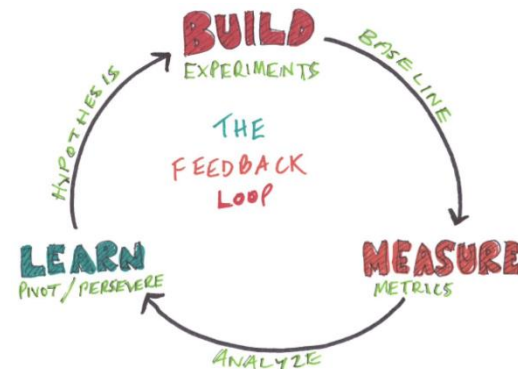 BUILD
EXPERIMENTS
BASELINE
HYPOTHESIS
THE
FEEDBACK
LOOP
LEARN
PIVOT/PERSEVERE
MEASURE
METRICS
ANALYZE